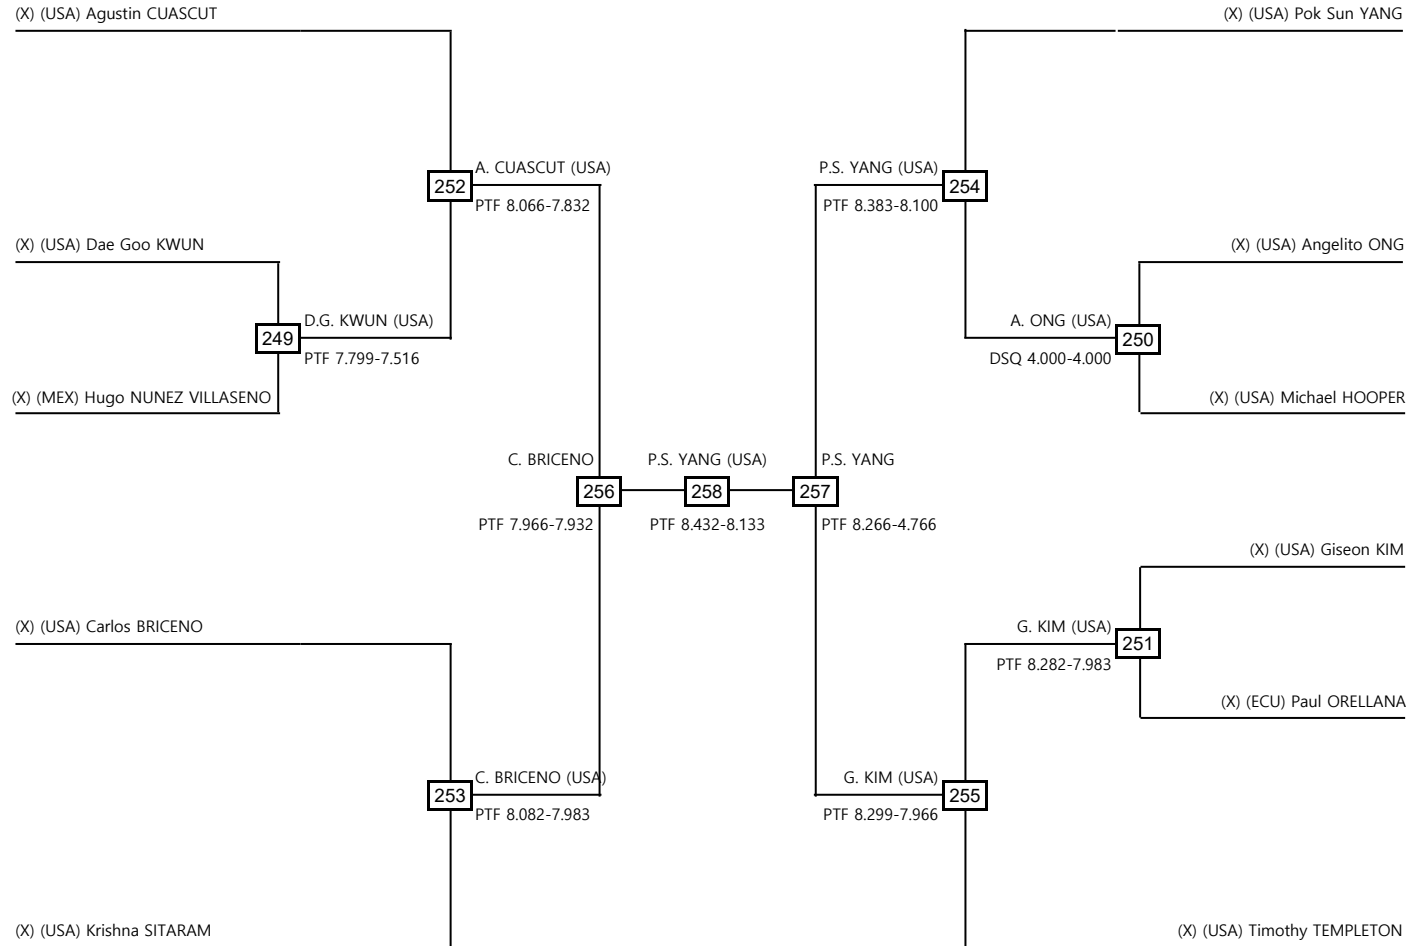 (X) (USA) Agustin CUASCUT
(X) (USA) Pok Sun YANG
A. CUASCUT (USA)
P.S. YANG (USA)
252
254
PTF 8.066-7.832
PTF 8.383-8.100
(X) (USA) Dae Goo KWUN
(X) (USA) Angelito ONG
D.G. KWUN (USA)
A. ONG (USA)
249
250
PTF 7.799-7.516
DSQ 4.000-4.000
(X) (MEX) Hugo NUNEZ VILLASENO
(X) (USA) Michael HOOPER
C. BRICENO
P.S. YANG (USA)
P.S. YANG
256
258
257
PTF 7.966-7.932
PTF 8.432-8.133
PTF 8.266-4.766
(X) (USA) Giseon KIM
(X) (USA) Carlos BRICENO
G. KIM (USA)
251
PTF 8.282-7.983
(X) (ECU) Paul ORELLANA
C. BRICENO (USA)
G. KIM (USA)
253
255
PTF 8.082-7.983
PTF 8.299-7.966
(X) (USA) Krishna SITARAM
(X) (USA) Timothy TEMPLETON